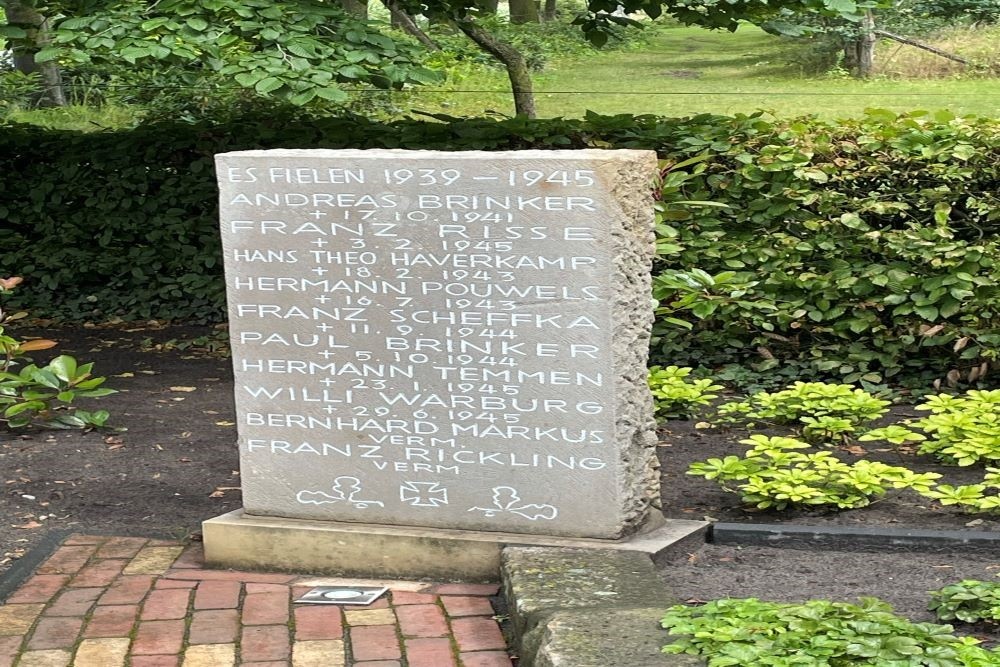 ES FIELEN 1939 – 1945
ANDREAS BRINKER
+ 17.10.1941
FRANZ RISSE
+ 3. 2. 1945
HANS THEO HAVERKAMP
+ 18. 2. 1943
HERMANN POUWELS
+ 16. 7. 1943
FRANZ SCHEFFKA
+ 11. 9. 1944
PAUL BRINKER
+ 5.10.1944
HERMANN TEMMEN
+ 23. 1. 1945
WILLI WARBURG
+ 29. 6. 1945
BERNHARD MARKUS
VERM.
FRANZ RICKLING
VERM